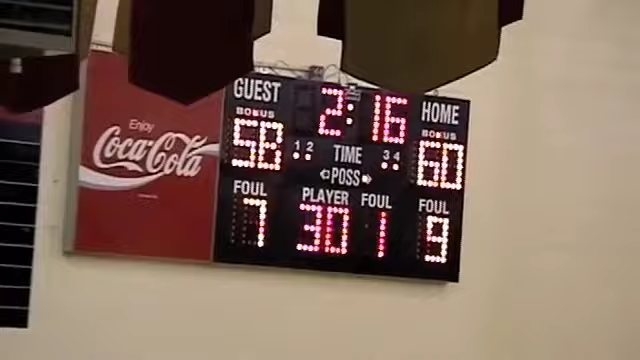 Enjoy
Coca-Cola
GUEST 2:16 HOME
BONUS BONUS
56 1 2 TIME 3 4 60
POSS
FOUL PLAYER FOUL FOUL
7 30 1 9